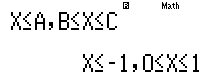 R Math
X≤A,B≤X≤C
X≤-1,0≤X≤1